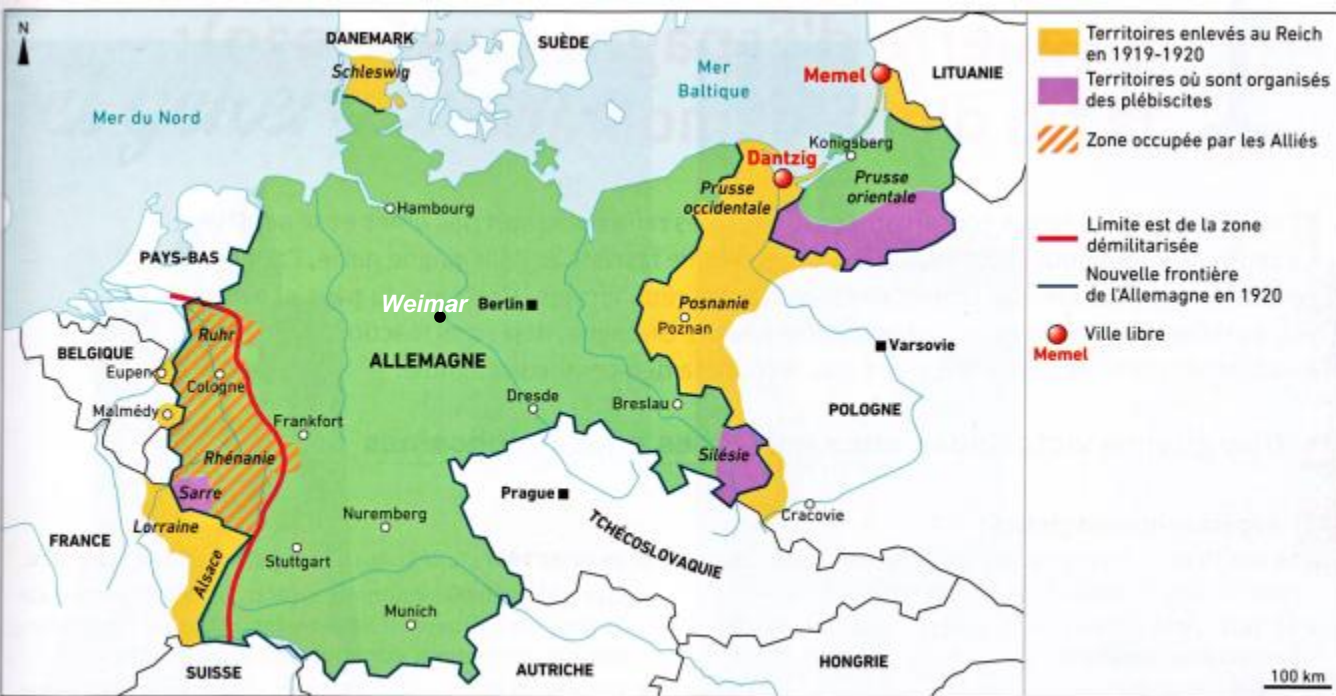 N
DANEMARK
SUÈDE
Schleswig
Mer
Baltique
Memel
LITUANIE
Mer du Nord
Konigsberg
Dantzig
Prusse
occidentale
Prusse
orientale
Hambourg
PAYS-BAS
Weimar
Berlin
Posnanie
Poznan
Ruhr
BELGIQUE
Eupen
Cologne
ALLEMAGNE
Varsovie
Malmédy
Dresde
Breslau
POLOGNE
Frankfort
Rhénanie
Silésie
Sarre
Prague
Cracovie
Lorraine
Nuremberg
TCHÉCOSLOVAQUIE
FRANCE
Alsace
Stuttgart
Munich
SUISSE
AUTRICHE
HONGRIE
Territoires enlevés au Reich
en 1919-1920
Territoires où sont organisés
des plébiscites
Zone occupée par les Alliés
Limite est de la zone
démilitarisée
Nouvelle frontière
de l'Allemagne en 1920
Ville libre
Memel
100 km